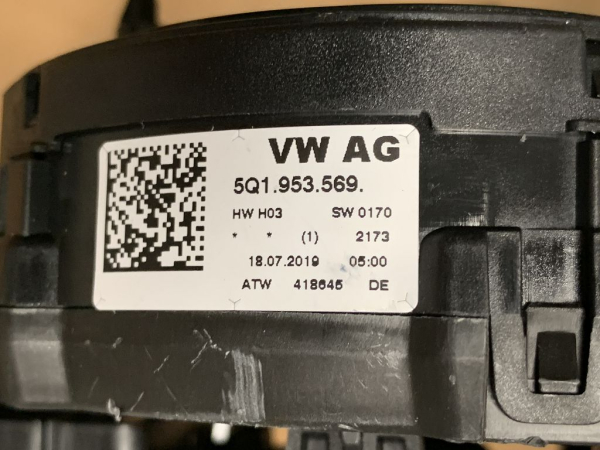 VW AG
5Q1.953.569.
HW H03 SW 0170
* * (1) 2173
18.07.2019 05:00
ATW 418645 DE